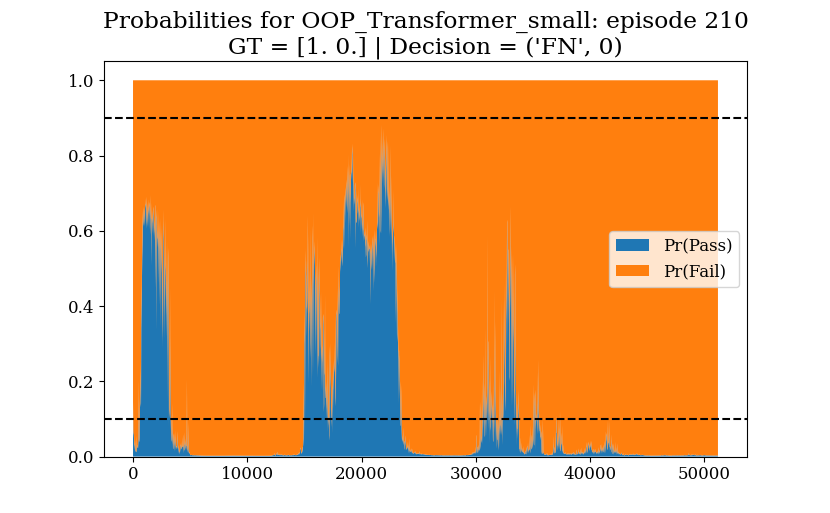 Probabilities for OOP_Transformer_small: episode 210
GT = [1. 0.] | Decision = ('FN', 0)
1.0
0.8
0.6
0.4
0.2
0.0
Pr(Pass)
Pr(Fail)
0 10000 20000 30000 40000 50000